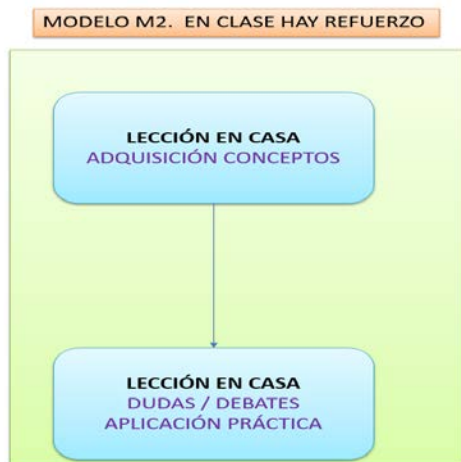 MODELO M2. EN CLASE HAY REFUERZO
LECCIÓN EN CASA
ADQUISICIÓN CONCEPTOS
LECCIÓN EN CASA
DUDAS / DEBATES
APLICACIÓN PRÁCTICA